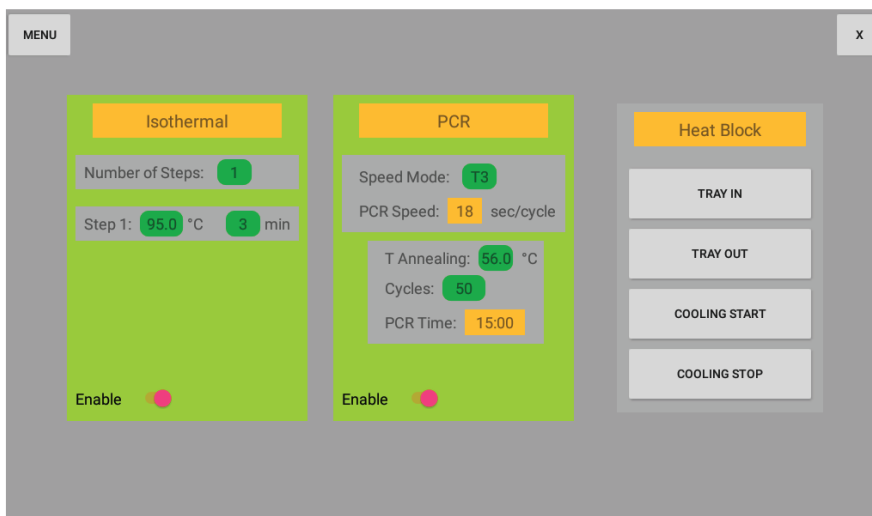 MENU
X
Isothermal
Number of Steps: 1
Step 1: 95.0 °C 3 min
Enable
PCR
Speed Mode: T3
PCR Speed: 18 sec/cycle
T Annealing: 56.0 °C
Cycles: 50
PCR Time: 15:00
Enable
Heat Block
TRAY IN
TRAY OUT
COOLING START
COOLING STOP